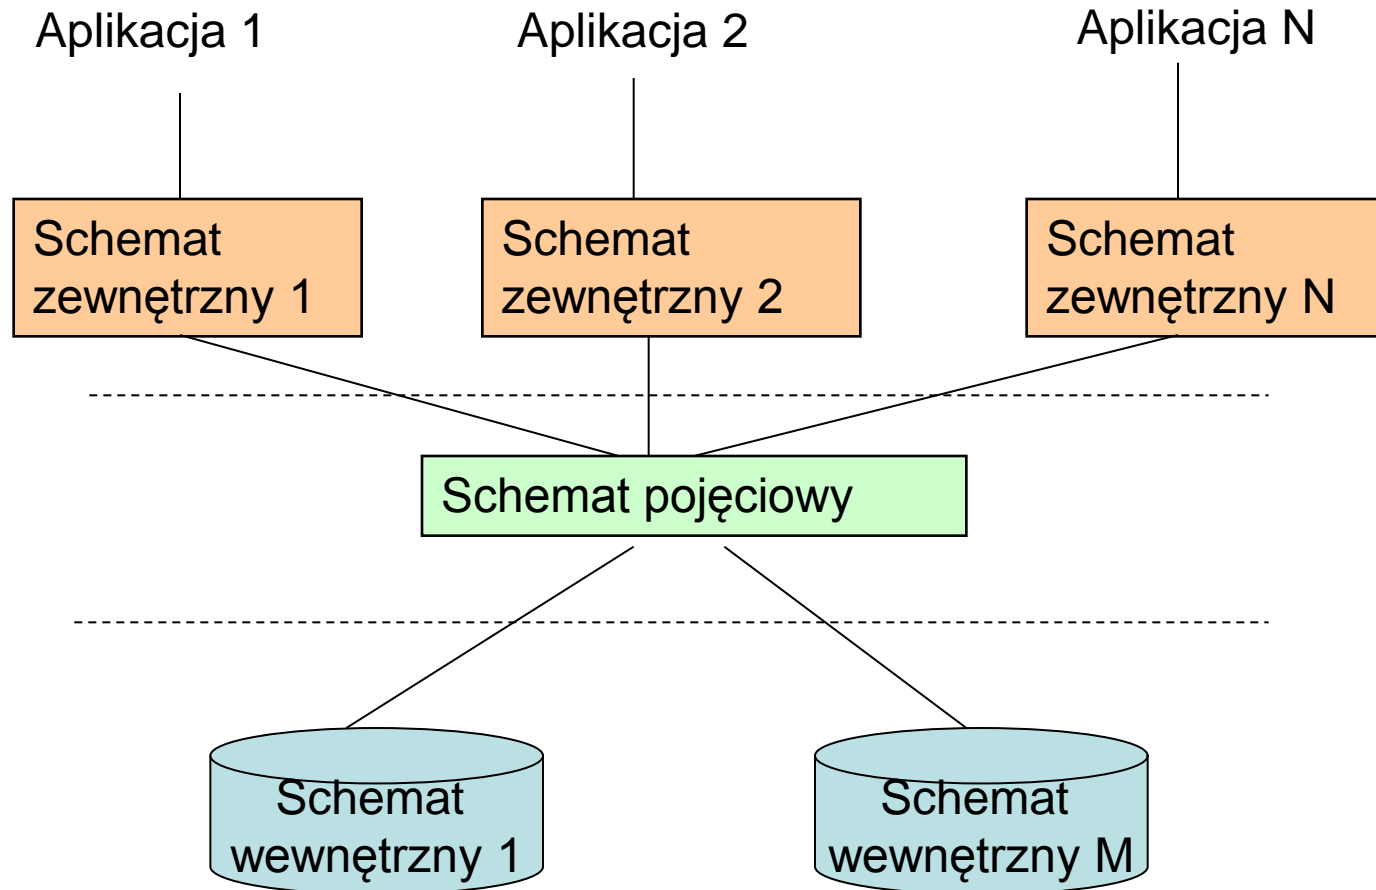 Aplikacja 1
Aplikacja 2
Aplikacja N
Schemat
zewnętrzny 1
Schemat
zewnętrzny 2
Schemat
zewnętrzny N
Schemat pojęciowy
Schemat
wewnętrzny 1
Schemat
wewnętrzny M